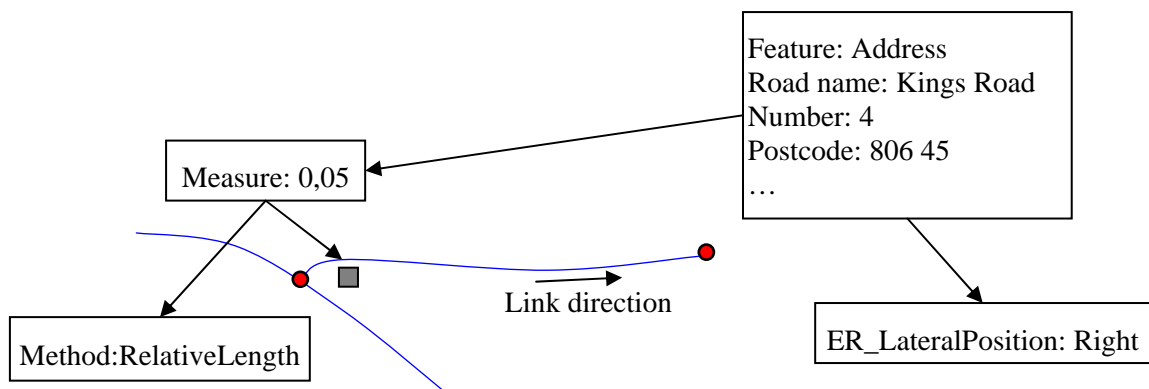 Feature: Address
Road name: Kings Road
Number: 4
Postcode: 806 45
…
Measure: 0,05
Link direction
Method:RelativeLength
ER_LateralPosition: Right